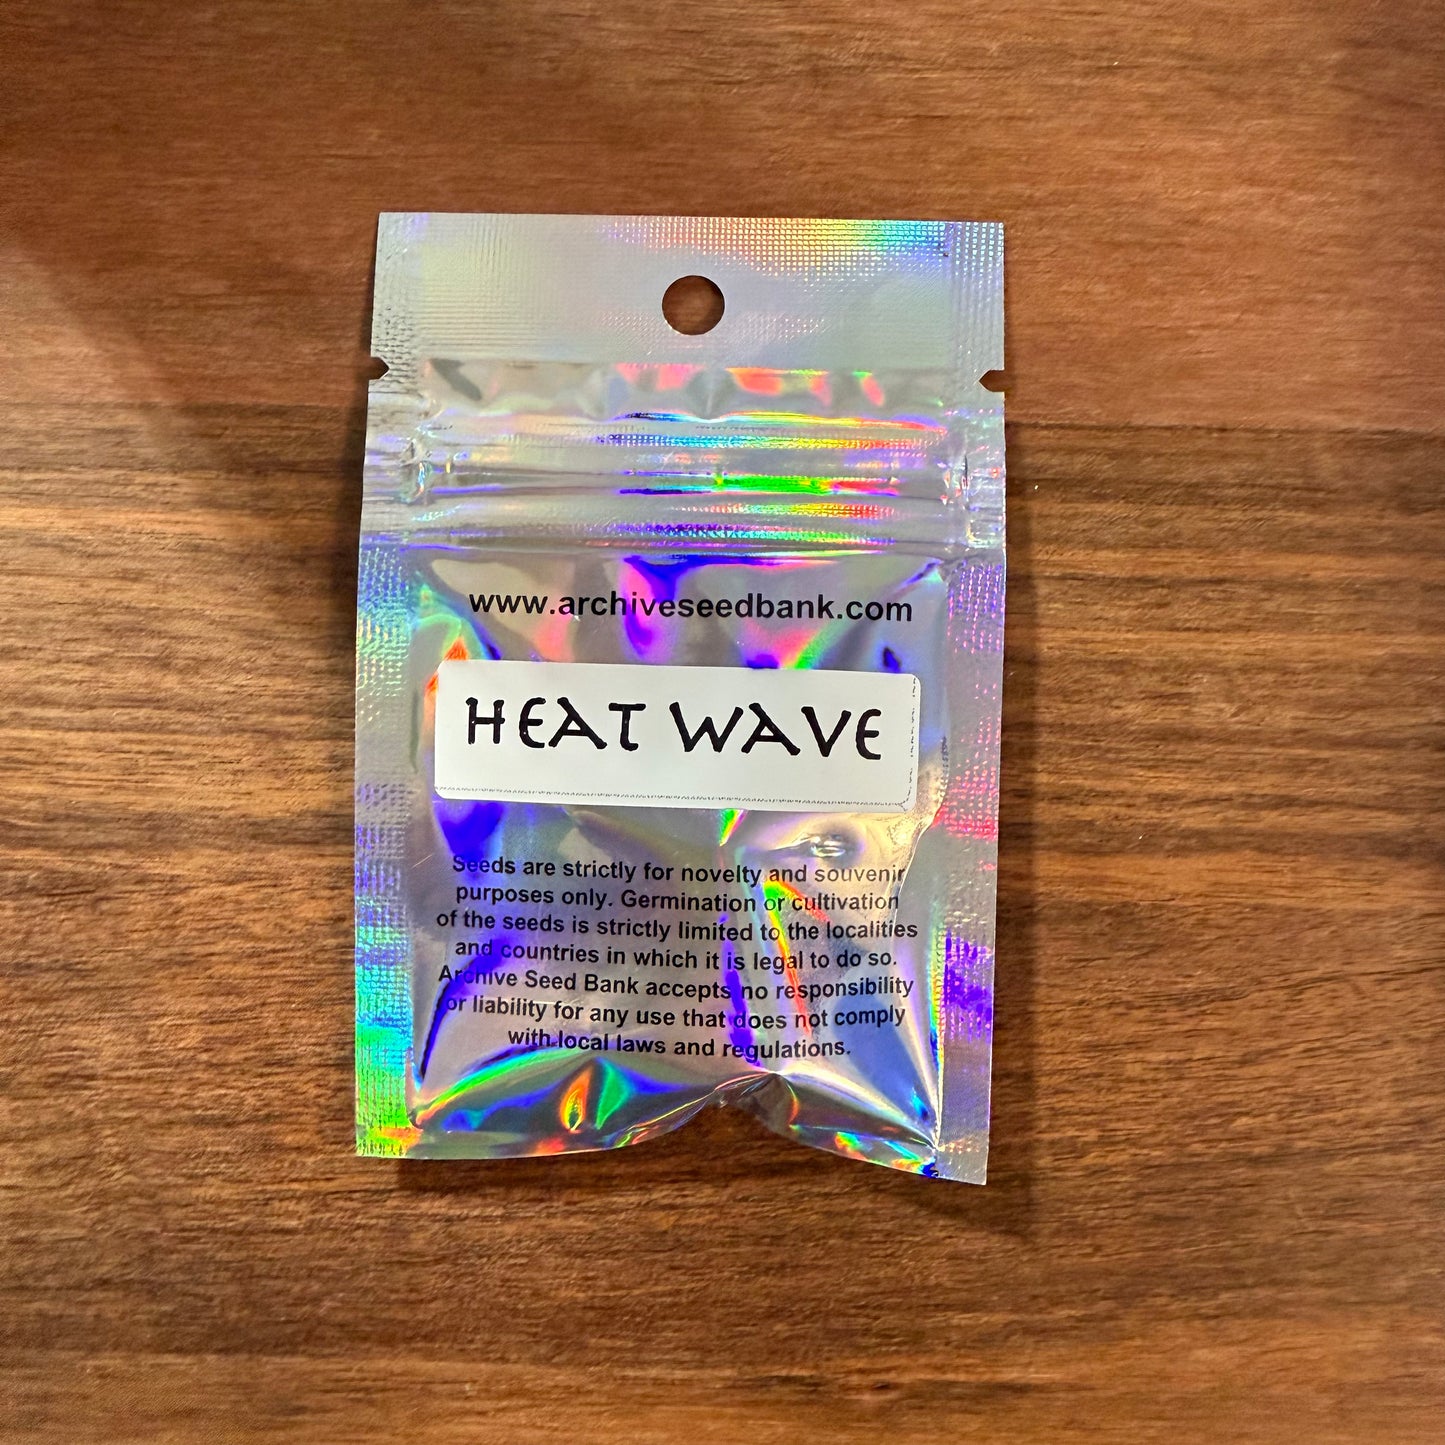 www.archiveseedbank.com
HEAT WAVE
Seeds are strictly for novelty and souvenir
purposes only. Germination or cultivation
of the seeds is strictly limited to the localities
and countries in which it is legal to do so.
Archive Seed Bank accepts no responsibility
or liability for any use that does not comply
with local laws and regulations.